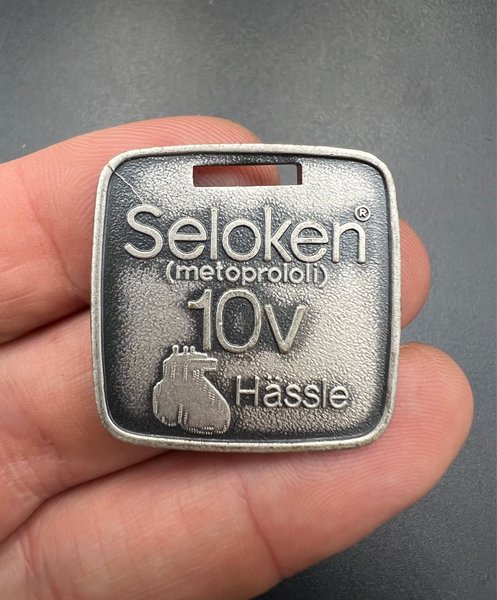 Seloken®
(metoprololi)
10v
Hässle